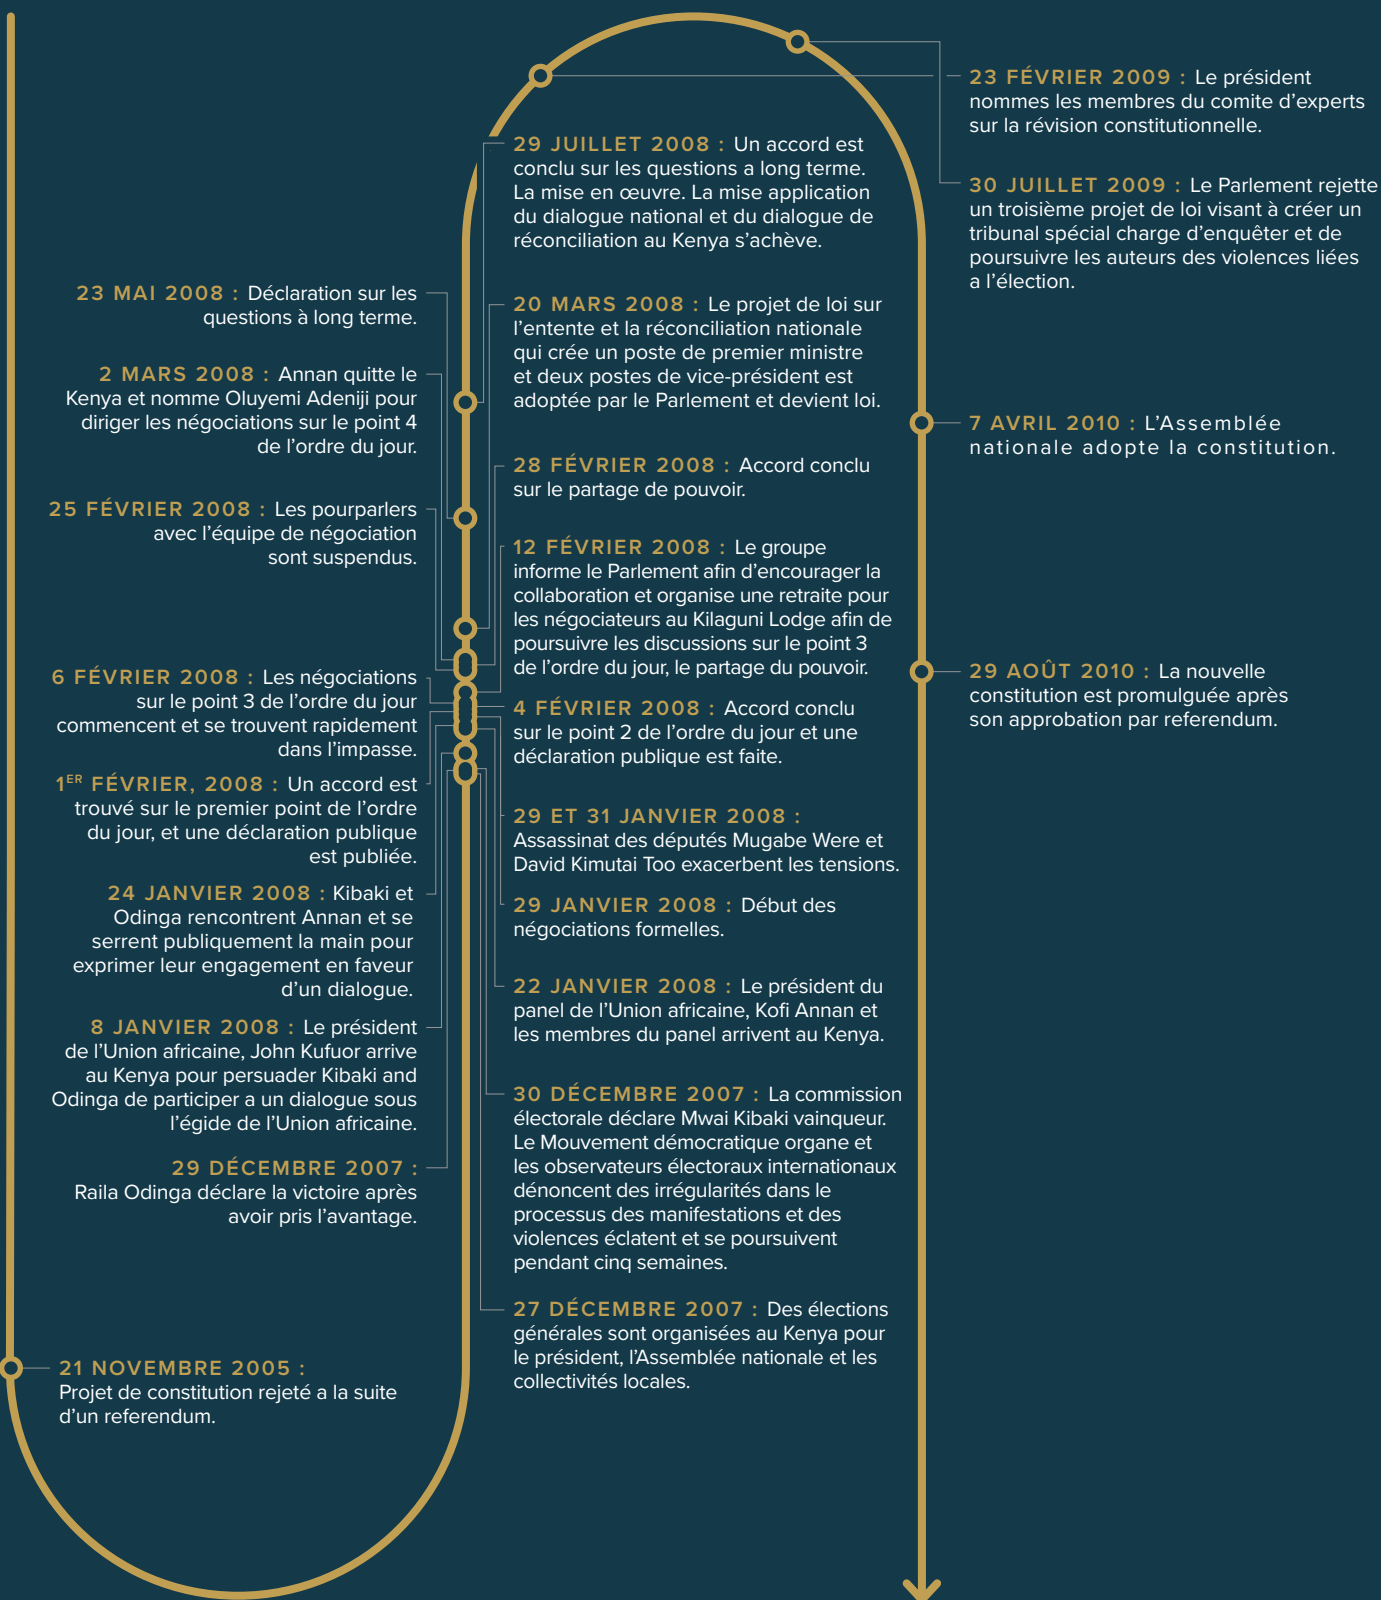 29 JUILLET 2008 : Un accord est
conclu sur les questions a long terme.
La mise en œuvre. La mise application
du dialogue national et du dialogue de
réconciliation au Kenya s’achève.
23 MAI 2008 : Déclaration sur les
questions à long terme.
20 MARS 2008 : Le projet de loi sur
l’entente et la réconciliation nationale
qui crée un poste de premier ministre
et deux postes de vice-président est
adoptée par le Parlement et devient loi.
2 MARS 2008 : Annan quitte le
Kenya et nomme Oluyemi Adeniji pour
diriger les négociations sur le point 4
de l’ordre du jour.
28 FÉVRIER 2008 : Accord conclu
sur le partage de pouvoir.
25 FÉVRIER 2008 : Les pourparlers
avec l’équipe de négociation
sont suspendus.
12 FÉVRIER 2008 : Le groupe
informe le Parlement afin d’encourager la
collaboration et organise une retraite pour
les négociateurs au Kilaguni Lodge afin de
poursuivre les discussions sur le point 3
de l’ordre du jour, le partage du pouvoir.
6 FÉVRIER 2008 : Les négociations
sur le point 3 de l’ordre du jour
commencent et se trouvent rapidement
dans l’impasse.
4 FÉVRIER 2008 : Accord conclu
sur le point 2 de l’ordre du jour et une
déclaration publique est faite.
1ER FÉVRIER, 2008 : Un accord est
trouvé sur le premier point de l’ordre
du jour, et une déclaration publique
est publiée.
29 ET 31 JANVIER 2008 :
Assassinat des députés Mugabe Were et
David Kimutai Too exacerbent les tensions.
29 JANVIER 2008 : Début des
négociations formelles.
24 JANVIER 2008 : Kibaki et
Odinga rencontrent Annan et se
serrent publiquement la main pour
exprimer leur engagement en faveur
d’un dialogue.
22 JANVIER 2008 : Le président du
panel de l’Union africaine, Kofi Annan et
les membres du panel arrivent au Kenya.
8 JANVIER 2008 : Le président
de l’Union africaine, John Kufuor arrive
au Kenya pour persuader Kibaki and
Odinga de participer a un dialogue sous
l’égide de l’Union africaine.
30 DÉCEMBRE 2007 : La commission
électorale déclare Mwai Kibaki vainqueur.
Le Mouvement démocratique organe et
les observateurs électoraux internationaux
dénoncent des irrégularités dans le
processus des manifestations et des
violences éclatent et se poursuivent
pendant cinq semaines.
29 DÉCEMBRE 2007 :
Raila Odinga déclare la victoire après
avoir pris l’avantage.
27 DÉCEMBRE 2007 : Des élections
générales sont organisées au Kenya pour
le président, l’Assemblée nationale et les
collectivités locales.
21 NOVEMBRE 2005 :
Projet de constitution rejeté a la suite
d’un referendum.
23 FÉVRIER 2009 : Le président
nommes les membres du comite d’experts
sur la révision constitutionnelle.
30 JUILLET 2009 : Le Parlement rejette
un troisième projet de loi visant à créer un
tribunal spécial charge d’enquêter et de
poursuivre les auteurs des violences liées
a l’élection.
7 AVRIL 2010 : L’Assemblée
nationale adopte la constitution.
29 AOÛT 2010 : La nouvelle
constitution est promulguée après
son approbation par referendum.